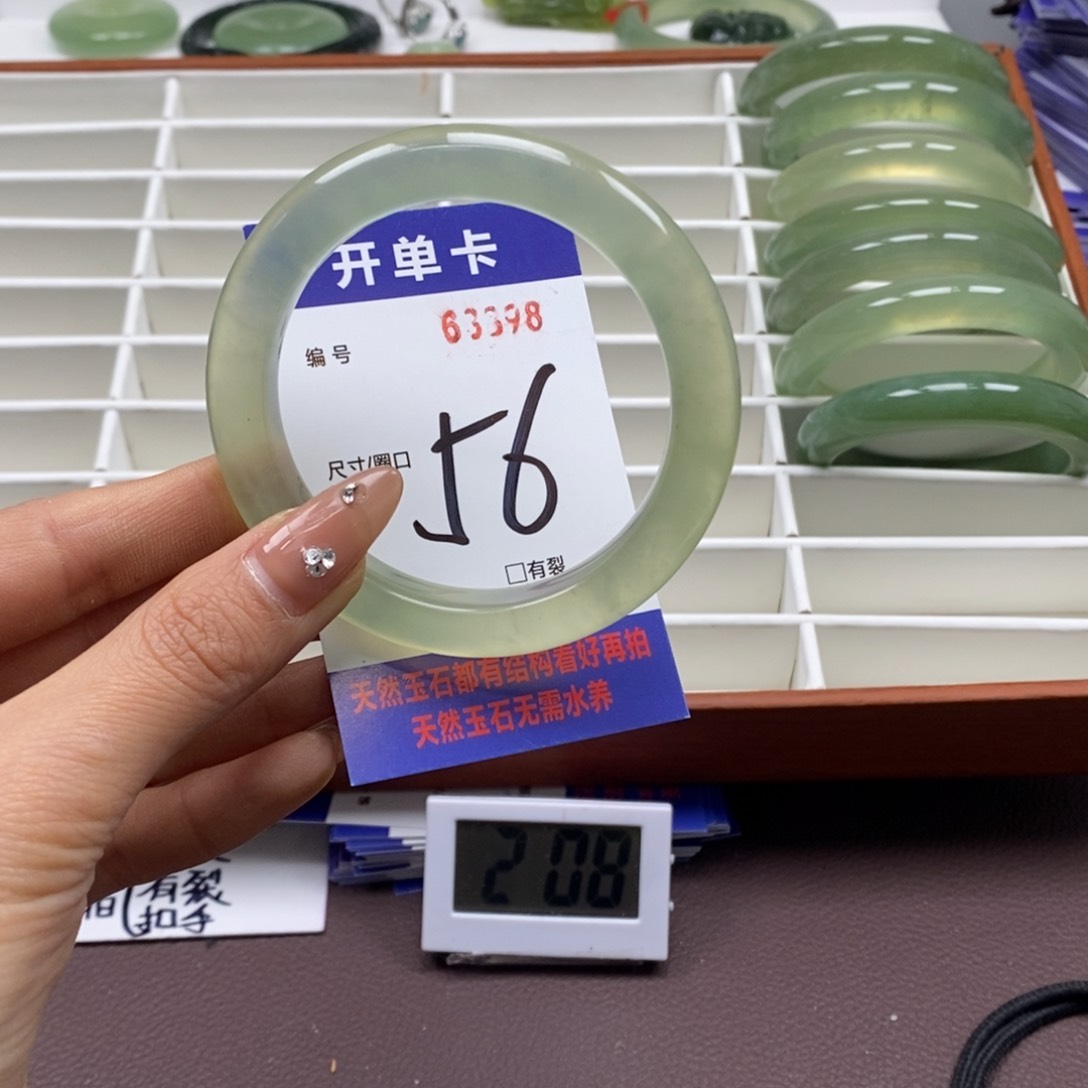 开单卡
63398
编号
尺寸/圈口
56
□有裂
天然玉石都有结构看好再拍
天然玉石无需水养
2 08
有裂
扣手